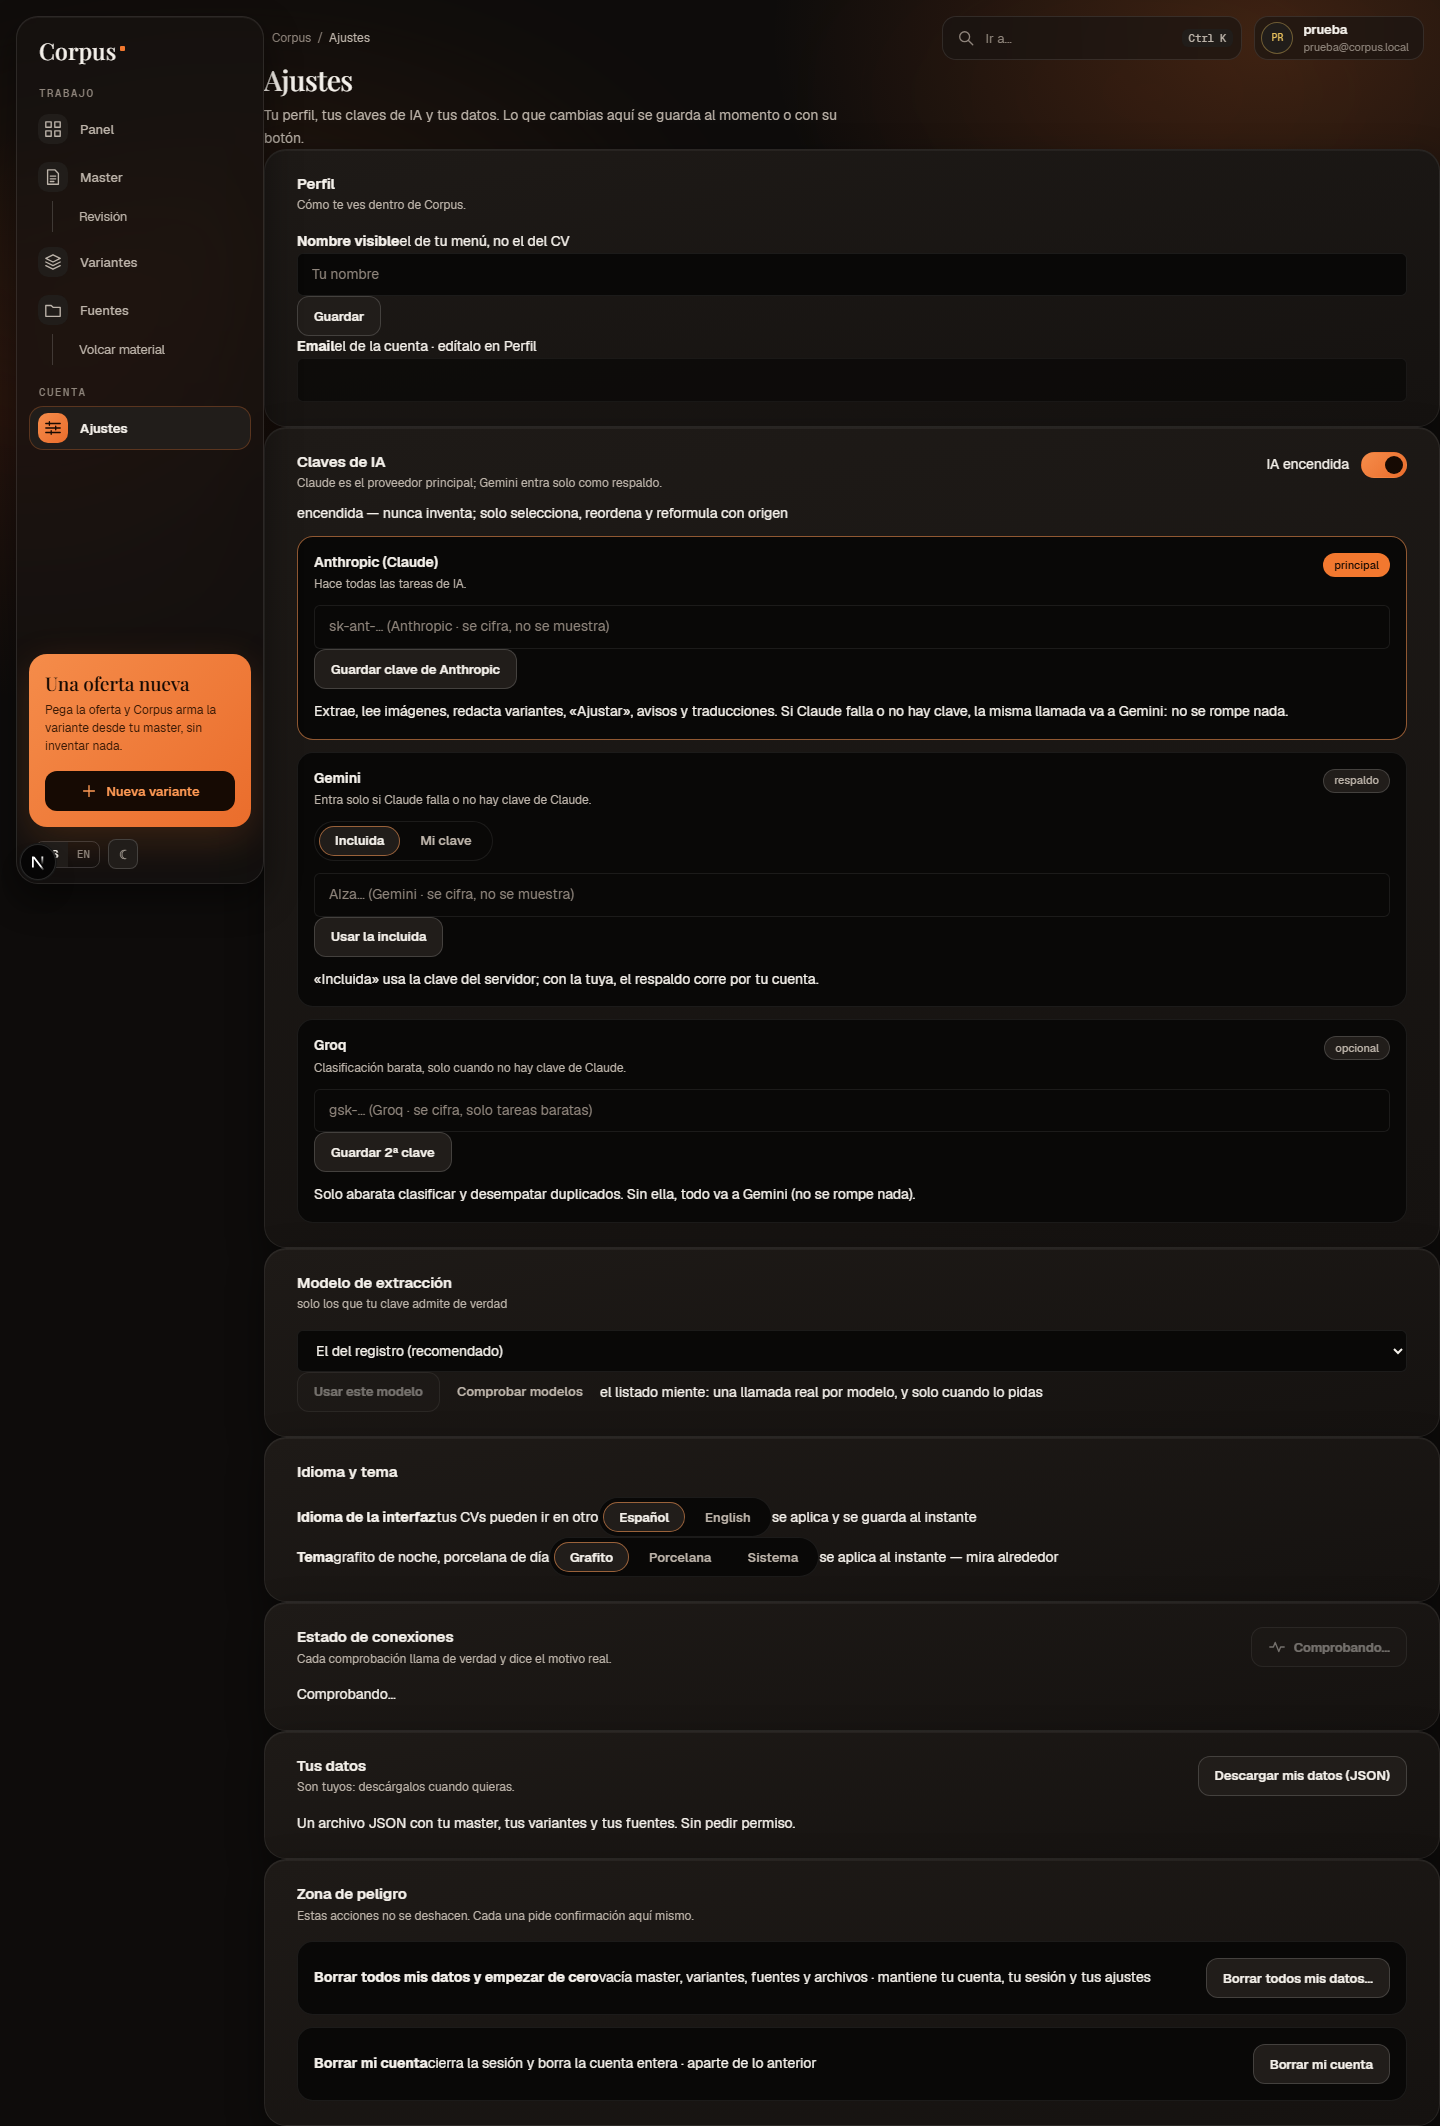 Corpus
TRABAJO
Panel
Master
Revisión
Variantes
Fuentes
Volcar material
CUENTA
Ajustes
Una oferta nueva
Pega la oferta y Corpus arma la
variante desde tu master, sin
inventar nada.
Nueva variante
N
EN
Corpus / Ajustes
Ir a...
Ctrl K
PR
prueba
prueba@corpus.local
Ajustes
Tu perfil, tus claves de IA y tus datos. Lo que cambias aquí se guarda al momento o con su
botón.
Perfil
Cómo te ves dentro de Corpus.
Nombre visibleel de tu menú, no el del CV
Tu nombre
Guardar
Emailel de la cuenta · edítalo en Perfil
Claves de IA
Claude es el proveedor principal; Gemini entra solo como respaldo.
IA encendida
encendida — nunca inventa; solo selecciona, reordena y reformula con origen
Anthropic (Claude)
principal
Hace todas las tareas de IA.
sk-ant-... (Anthropic · se cifra, no se muestra)
Guardar clave de Anthropic
Extrae, lee imágenes, redacta variantes, «Ajustar», avisos y traducciones. Si Claude falla o no hay clave, la misma llamada va a Gemini: no se rompe nada.
Gemini
respaldo
Entra solo si Claude falla o no hay clave de Claude.
Incluida
Mi clave
AIza... (Gemini · se cifra, no se muestra)
Usar la incluida
«Incluida» usa la clave del servidor; con la tuya, el respaldo corre por tu cuenta.
Groq
opcional
Clasificación barata, solo cuando no hay clave de Claude.
gsk-... (Groq · se cifra, solo tareas baratas)
Guardar 2ª clave
Solo abarata clasificar y desempatar duplicados. Sin ella, todo va a Gemini (no se rompe nada).
Modelo de extracción
solo los que tu clave admite de verdad
El del registro (recomendado)
Usar este modelo
Comprobar modelos
el listado miente: una llamada real por modelo, y solo cuando lo pidas
Idioma y tema
Idioma de la interfaztus CVs pueden ir en otro Español English se aplica y se guarda al instante
Temagrafito de noche, porcelana de día Grafito Porcelana Sistema se aplica al instante — mira alrededor
Estado de conexiones
Cada comprobación llama de verdad y dice el motivo real.
Comprobando...
Comprobando...
Tus datos
Son tuyos: descárgalos cuando quieras.
Descargar mis datos (JSON)
Un archivo JSON con tu master, tus variantes y tus fuentes. Sin pedir permiso.
Zona de peligro
Estas acciones no se deshacen. Cada una pide confirmación aquí mismo.
Borrar todos mis datos y empezar de cerovacía master, variantes, fuentes y archivos · mantiene tu cuenta, tu sesión y tus ajustes
Borrar todos mis datos...
Borrar mi cuentacierra la sesión y borra la cuenta entera · aparte de lo anterior
Borrar mi cuenta